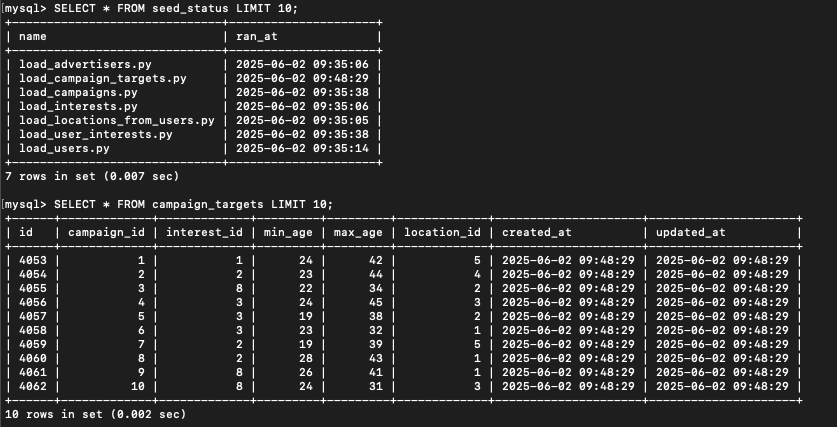 [mysql> SELECT * FROM seed_status LIMIT 10;
+---------------------------+---------------------+
| name                      | ran_at              |
+---------------------------+---------------------+
| load_advertisers.py       | 2025-06-02 09:35:06 |
| load_campaign_targets.py  | 2025-06-02 09:48:29 |
| load_campaigns.py         | 2025-06-02 09:35:38 |
| load_interests.py         | 2025-06-02 09:35:06 |
| load_locations_from_users.py | 2025-06-02 09:35:05 |
| load_user_interests.py    | 2025-06-02 09:35:38 |
| load_users.py             | 2025-06-02 09:35:14 |
+---------------------------+---------------------+
7 rows in set (0.007 sec)
[mysql> SELECT * FROM campaign_targets LIMIT 10;
+------+-------------+-------------+---------+---------+-------------+---------------------+---------------------+
| id   | campaign_id | interest_id | min_age | max_age | location_id | created_at          | updated_at          |
+------+-------------+-------------+---------+---------+-------------+---------------------+---------------------+
| 4053 |           1 |           1 |      24 |      42 |           5 | 2025-06-02 09:48:29 | 2025-06-02 09:48:29 |
| 4054 |           2 |           2 |      23 |      44 |           4 | 2025-06-02 09:48:29 | 2025-06-02 09:48:29 |
| 4055 |           3 |           8 |      22 |      34 |           2 | 2025-06-02 09:48:29 | 2025-06-02 09:48:29 |
| 4056 |           4 |           3 |      24 |      45 |           3 | 2025-06-02 09:48:29 | 2025-06-02 09:48:29 |
| 4057 |           5 |           3 |      19 |      38 |           2 | 2025-06-02 09:48:29 | 2025-06-02 09:48:29 |
| 4058 |           6 |           3 |      23 |      32 |           1 | 2025-06-02 09:48:29 | 2025-06-02 09:48:29 |
| 4059 |           7 |           2 |      19 |      39 |           5 | 2025-06-02 09:48:29 | 2025-06-02 09:48:29 |
| 4060 |           8 |           2 |      28 |      43 |           1 | 2025-06-02 09:48:29 | 2025-06-02 09:48:29 |
| 4061 |           9 |           8 |      26 |      41 |           1 | 2025-06-02 09:48:29 | 2025-06-02 09:48:29 |
| 4062 |          10 |           8 |      24 |      31 |           3 | 2025-06-02 09:48:29 | 2025-06-02 09:48:29 |
+------+-------------+-------------+---------+---------+-------------+---------------------+---------------------+
10 rows in set (0.002 sec)